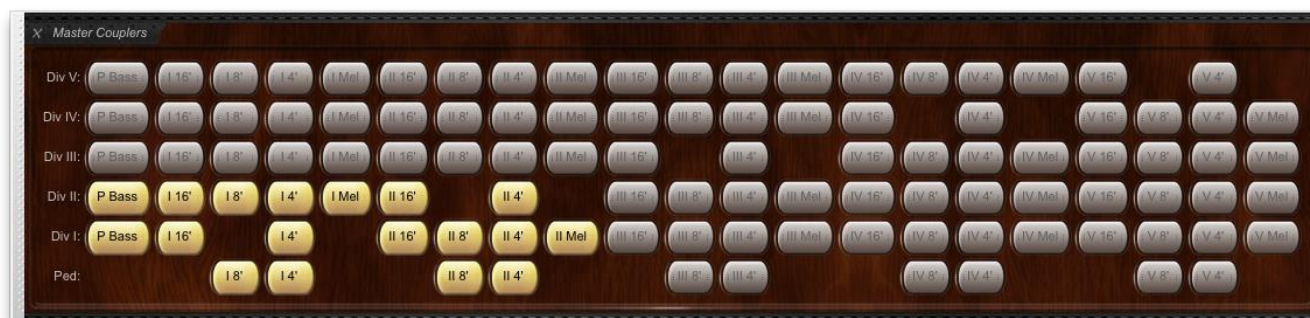 X Master Couplers
Div V: P Bass I 16' I 8' I 4' I Mel II 16' II 8' II 4' II Mel III 16' III 8' III 4' III Mel IV 16' IV 8' IV 4' IV Mel V 16' V 4'
Div IV: P Bass I 16' I 8' I 4' I Mel II 16' II 8' II 4' II Mel III 16' III 8' III 4' III Mel IV 16' IV 4' V 16' V 8' V 4' V Mel
Div III: P Bass I 16' I 8' I 4' I Mel II 16' II 8' II 4' II Mel III 16' III 4' IV 16' IV 8' IV 4' IV Mel V 16' V 8' V 4' V Mel
Div II: P Bass I 16' I 8' I 4' I Mel II 16' II 4' III 16' III 8' III 4' III Mel IV 16' IV 8' IV 4' IV Mel V 16' V 8' V 4' V Mel
Div I: P Bass I 16' I 4' II 16' II 8' II 4' II Mel III 16' III 8' III 4' III Mel IV 16' IV 8' IV 4' IV Mel V 16' V 8' V 4' V Mel
Ped: I 8' I 4' II 8' II 4' III 8' III 4' IV 8' IV 4' V 8' V 4'